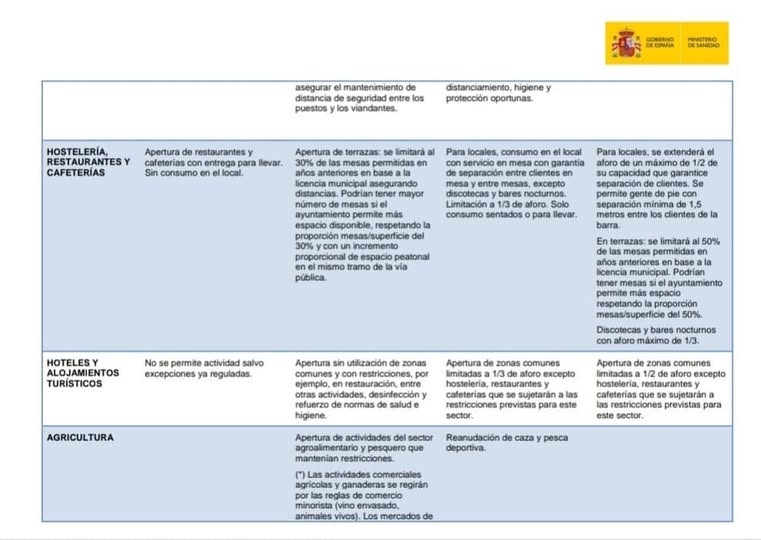 GOBIERNO
DE ESPAÑA
MINISTERIO
DE SANIDAD
asegurar el mantenimiento de
distancia de seguridad entre los
puestos y los viandantes.
distanciamiento, higiene y
protección oportunas.
HOSTELERÍA,
RESTAURANTES Y
CAFETERÍAS
Apertura de restaurantes y
cafeterías con entrega para llevar.
Sin consumo en el local.
Apertura de terrazas: se limitará al
30% de las mesas permitidas en
años anteriores en base a la
licencia municipal asegurando
distancias. Podrían tener mayor
número de mesas si el
ayuntamiento permite más
espacio disponible, respetando la
proporción mesas/superficie del
30% y con un incremento
proporcional de espacio peatonal
en el mismo tramo de la vía
pública.
Para locales, consumo en el local
con servicio en mesa con garantía
de separación entre clientes en
mesa y entre mesas, excepto
discotecas y bares nocturnos.
Limitación a 1/3 de aforo. Solo
consumo sentados o para llevar.
Para locales, se extenderá el
aforo de un máximo de 1/2 de
su capacidad que garantice
separación de clientes. Se
permite gente de pie con
separación mínima de 1,5
metros entre los clientes de la
barra.
En terrazas: se limitará al 50%
de las mesas permitidas en
años anteriores en base a la
licencia municipal. Podrían
tener mesas si el ayuntamiento
permite más espacio
respetando la proporción
mesas/superficie del 50%.
Discotecas y bares nocturnos
con aforo máximo de 1/3.
HOTELES Y
ALOJAMIENTOS
TURÍSTICOS
No se permite actividad salvo
excepciones ya reguladas.
Apertura sin utilización de zonas
comunes y con restricciones, por
ejemplo, en restauración, entre
otras actividades, desinfección y
refuerzo de normas de salud e
higiene.
Apertura de zonas comunes
limitadas a 1/3 de aforo excepto
hostelería, restaurantes y
cafeterías que se sujetarán a las
restricciones previstas para este
sector.
Apertura de zonas comunes
limitadas a 1/2 de aforo excepto
hostelería, restaurantes y
cafeterías que se sujetarán a
las restricciones previstas para
este sector.
AGRICULTURA
Apertura de actividades del sector
agroalimentario y pesquero que
mantenían restricciones.
(*) Las actividades comerciales
agrícolas y ganaderas se regirán
por las reglas de comercio
minorista (vino envasado,
animales vivos). Los mercados de
Reanudación de caza y pesca
deportiva.